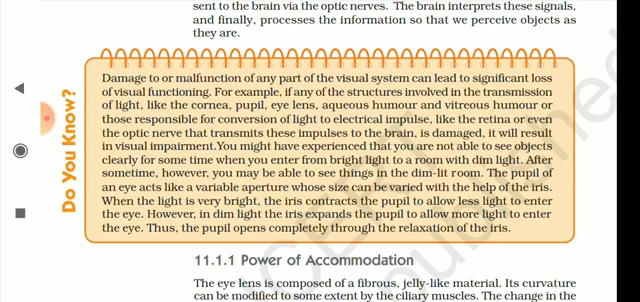 sent to the brain via the optic nerves. The brain interprets these signals,
and finally, processes the information so that we perceive objects as
they are.
Do You Know?
Damage to or malfunction of any part of the visual system can lead to significant loss
of visual functioning. For example, if any of the structures involved in the transmission
of light, like the cornea, pupil, eye lens, aqueous humour and vitreous humour or
those responsible for conversion of light to electrical impulse, like the retina or even
the optic nerve that transmits these impulses to the brain, is damaged, it will result
in visual impairment.You might have experienced that you are not able to see objects
clearly for some time when you enter from bright light to a room with dim light. After
sometime, however, you may be able to see things in the dim-lit room. The pupil of
an eye acts like a variable aperture whose size can be varied with the help of the iris.
When the light is very bright, the iris contracts the pupil to allow less light to enter
the eye. However, in dim light the iris expands the pupil to allow more light to enter
the eye. Thus, the pupil opens completely through the relaxation of the iris.
11.1.1 Power of Accommodation
The eye lens is composed of a fibrous, jelly-like material. Its curvature
can be modified to some extent by the ciliary muscles. The change in the